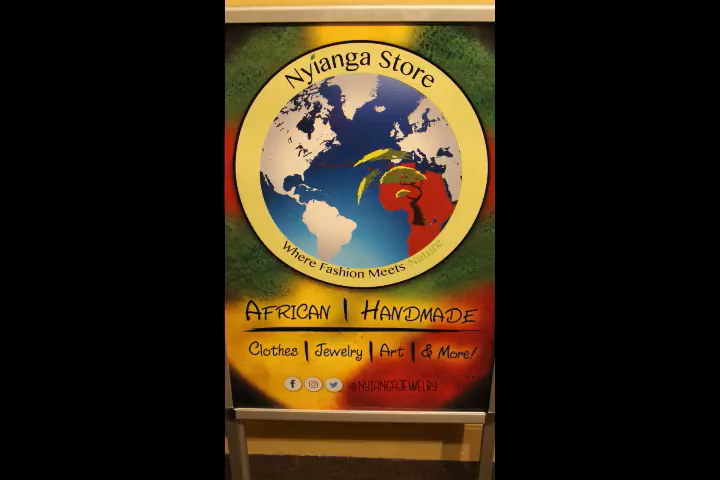 Nyianga Store
Where Fashion Meets Nature
AFRICAN | HANDMADE
Clothes | Jewelry | Art | & More!
@NYIANGAJEWELRY